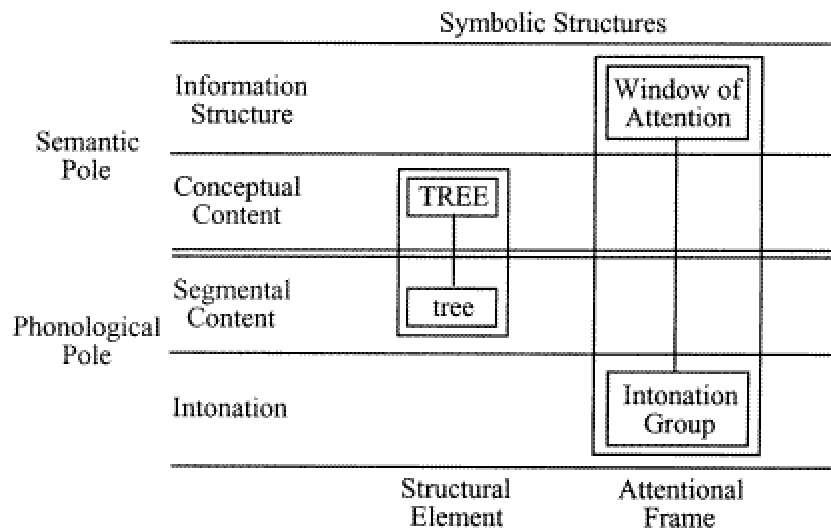 Symbolic Structures
Information
Structure
Window of
Attention
Semantic
Pole
Conceptual
Content
TREE
Segmental
Content
tree
Phonological
Pole
Intonation
Intonation
Group
Structural
Element
Attentional
Frame